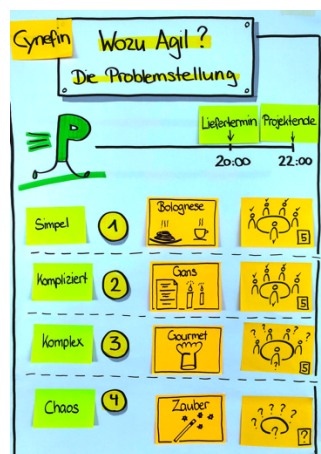 Cynefin
Wozu Agil?
Die Problemstellung
P
Liefertermin
Projektende
20:00
22:00
Simpel
1
Bolognese
5
Kompliziert
2
Gans
5
Komplex
3
Gourmet
? ? ? ? ?
5
Chaos
4
Zauber
? ? ? ? ?
?